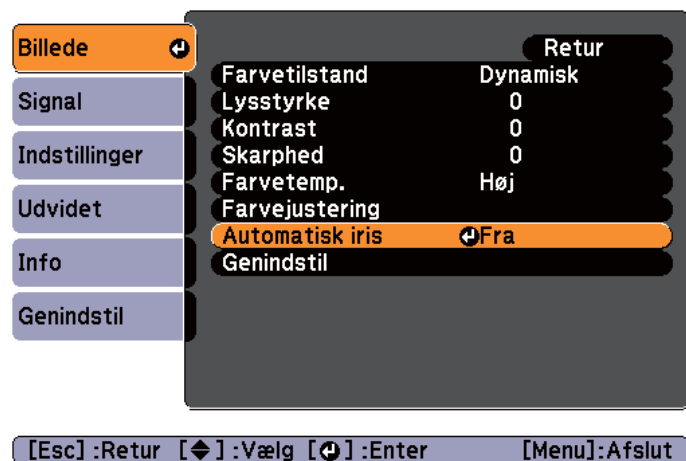 Billede
Signal
Indstillinger
Udvidet
Info
Genindstil
Retur
Farvetilstand Dynamisk
Lysstyrke 0
Kontrast 0
Skarphed 0
Farvetemp. Høj
Farvejustering
Automatisk iris Fra
Genindstil
[Esc] :Retur [◆] :Vælg [↵] :Enter [Menu]:Afslut